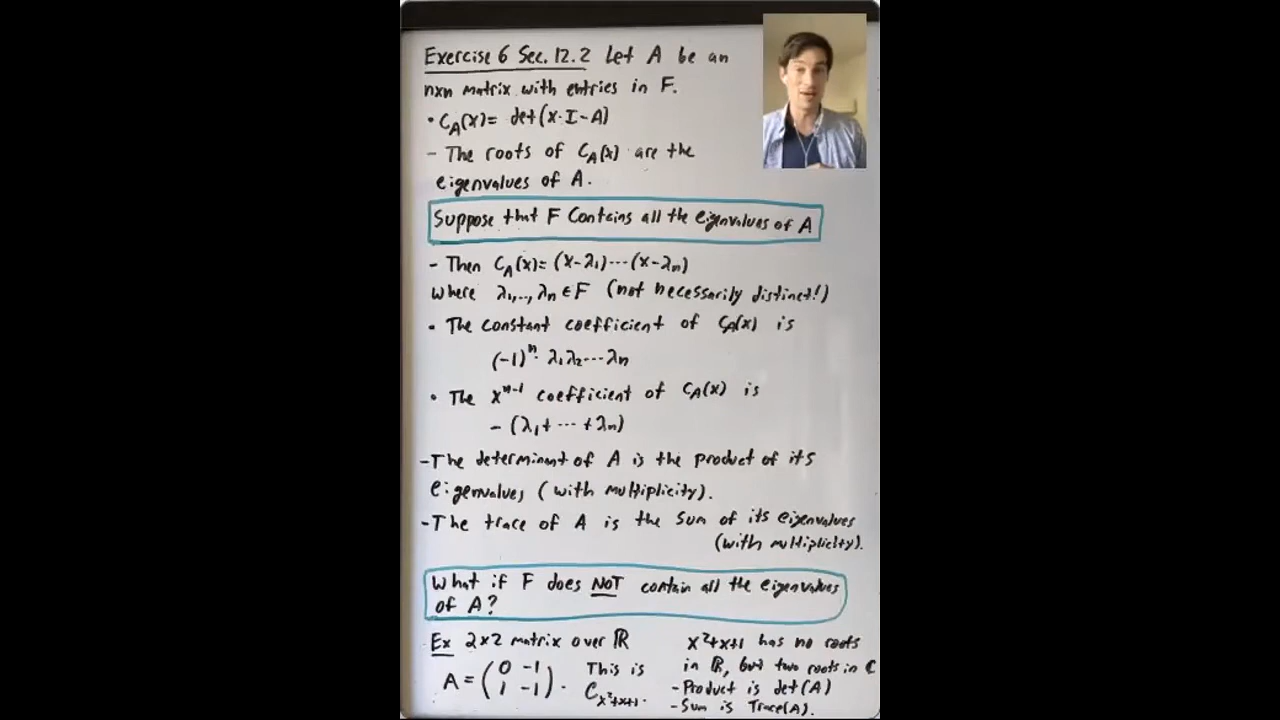 Exercise 6 Sec. 12.2 Let A be an
nxn matrix with entries in F.
• C_A(x) = det(x·I - A)
- The roots of C_A(x) are the
eigenvalues of A.
Suppose that F contains all the eigenvalues of A
- Then C_A(x) = (x-λ₁)···(x-λₙ)
where λ₁,..,λₙ ∈ F (not necessarily distinct!)
• The constant coefficient of C_A(x) is
(-1)ⁿ· λ₁λ₂···λₙ
• The xⁿ⁻¹ coefficient of C_A(x) is
- (λ₁+ ··· +λₙ)
- The determinant of A is the product of its
eigenvalues (with multiplicity).
- The trace of A is the sum of its eigenvalues
(with multiplicity).
What if F does NOT contain all the eigenvalues
of A?
Ex 2x2 matrix over ℝ
A = (0 -1
1 -1).
This is
C_{x²+x+1}.
x²+x+1 has no roots
in ℝ, but two roots in ℂ
- Product is det(A)
- Sum is Trace(A).